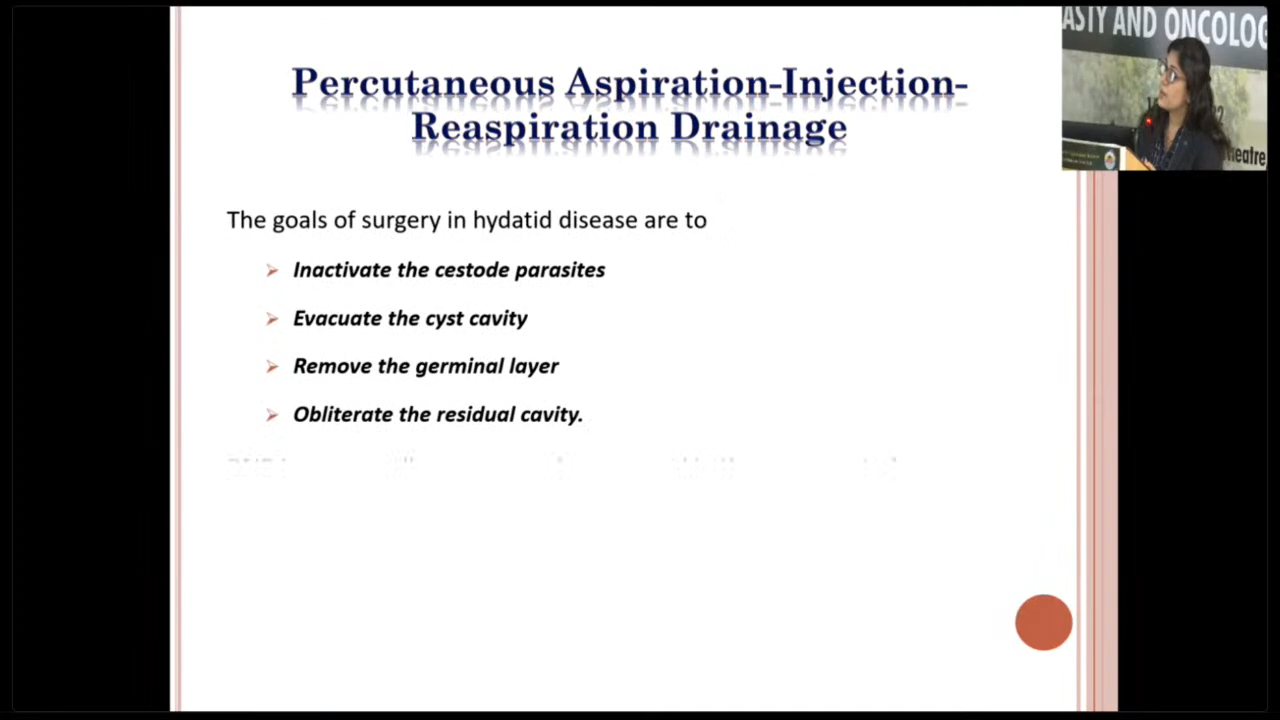 Percutaneous Aspiration-Injection-
Reaspiration Drainage
The goals of surgery in hydatid disease are to
Inactivate the cestode parasites
Evacuate the cyst cavity
Remove the germinal layer
Obliterate the residual cavity.
ASTY AND ONCOLOG
eatre